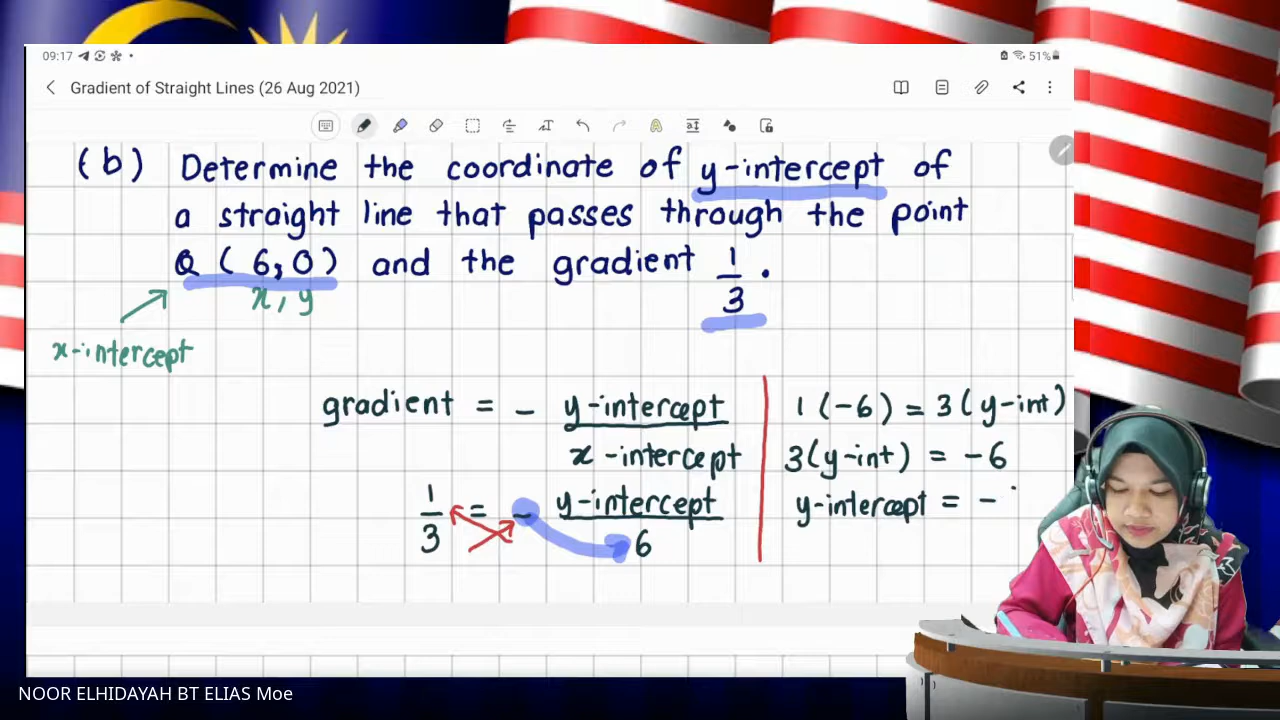 09:17
51%
Gradient of Straight Lines (26 Aug 2021)
(b) Determine the coordinate of y-intercept of
a straight line that passes through the point
Q (6,0) and the gradient 1/3.
x, y
x-intercept
gradient = - y-intercept / x-intercept
1/3 = - y-intercept / 6
1(-6) = 3(y-int)
3(y-int) = -6
y-intercept = -
NOOR ELHIDAYAH BT ELIAS Moe